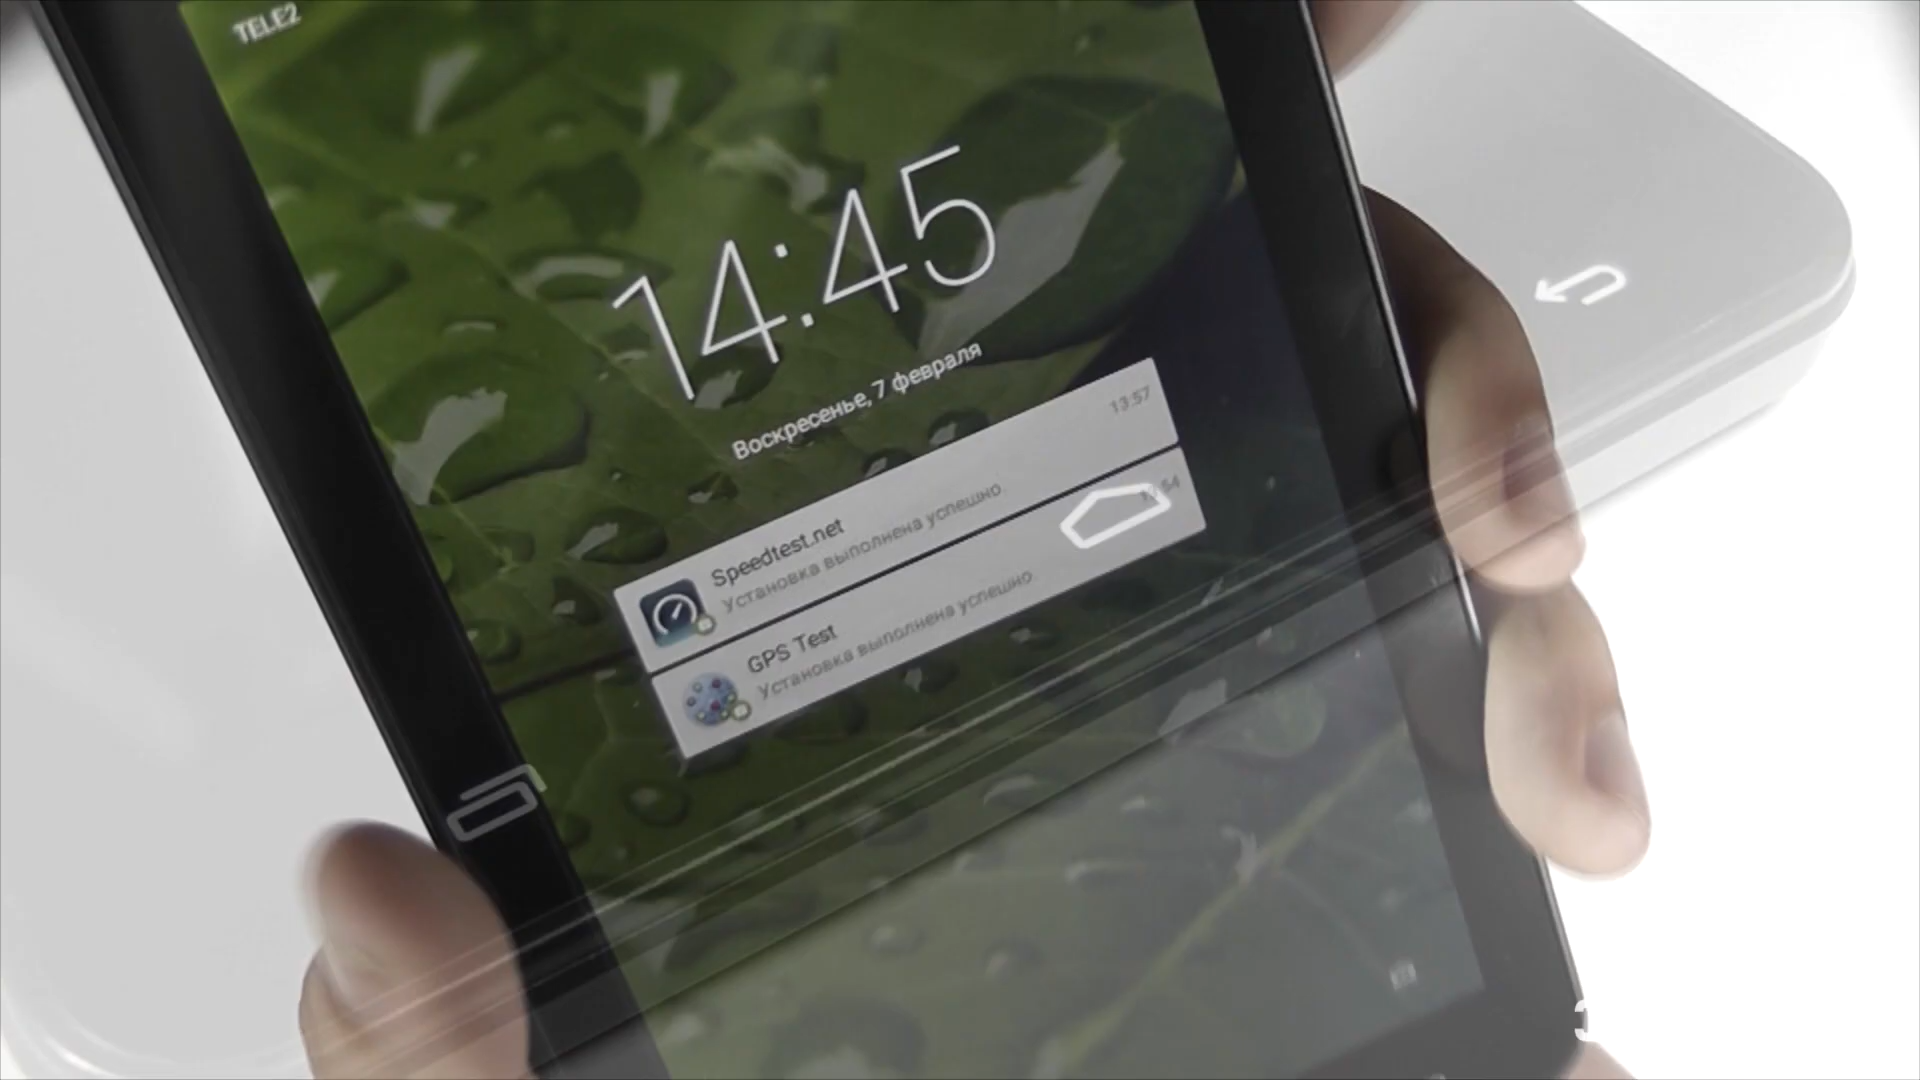 TELE2
14:45
Воскресенье, 7 февраля
13:57
Speedtest.net
Установка выполнена успешно
GPS Test
Установка выполнена успешно